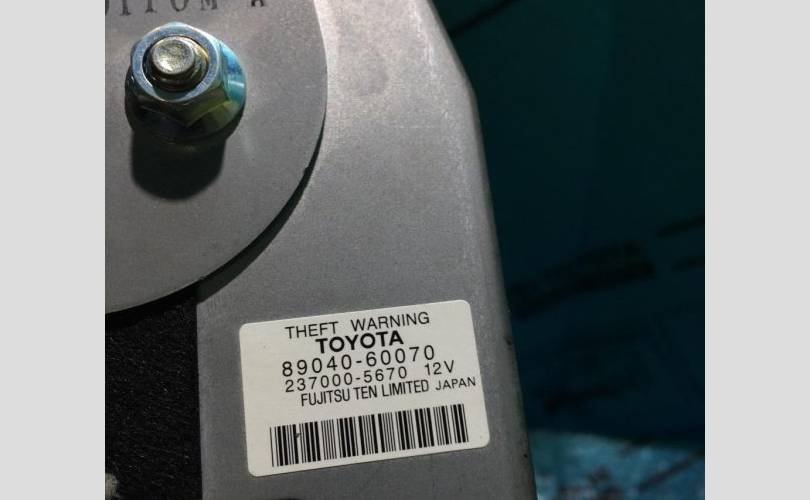 THEFT WARNING
TOYOTA
89040-60070
237000-5670 12V
FUJITSU TEN LIMITED JAPAN